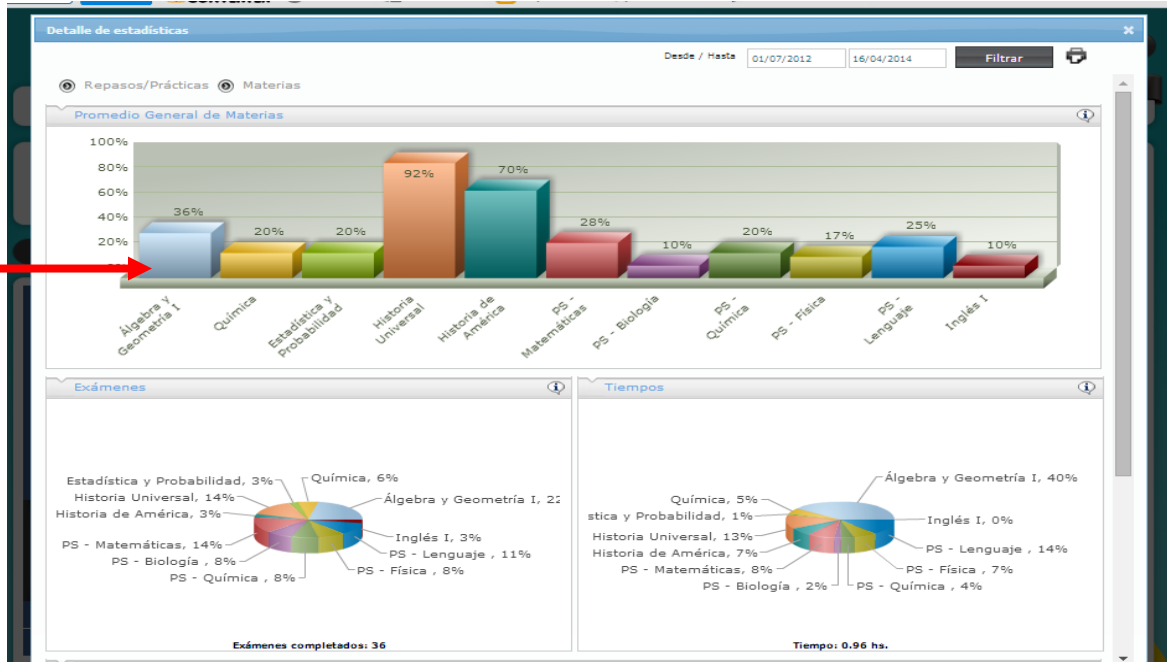 Detalle de estadísticas
Desde / Hasta 01/07/2012 16/04/2014 Filtrar
Repasos/Prácticas Materias
Promedio General de Materias
100%
80%
60%
40%
20%
36%
20%
20%
92%
70%
28%
10%
20%
17%
25%
10%
Álgebra y
Geometría I
Química
Estadística y
Probabilidad
Historia
Universal
Historia de
América
PS -
Matemáticas
PS - Biología
PS -
Química
PS - Física
PS -
Lenguaje
Inglés I
Exámenes
Estadística y Probabilidad, 3%
Química, 6%
Historia Universal, 14%
Álgebra y Geometría I, 22
Historia de América, 3%
Inglés I, 3%
PS - Matemáticas, 14%
PS - Lenguaje , 11%
PS - Biología , 8%
PS - Física , 8%
PS - Química , 8%
Exámenes completados: 36
Tiempos
Álgebra y Geometría I, 40%
Química, 5%
stica y Probabilidad, 1%
Inglés I, 0%
Historia Universal, 13%
PS - Lenguaje , 14%
Historia de América, 7%
PS - Física , 7%
PS - Matemáticas, 8%
PS - Biología , 2%
PS - Química , 4%
Tiempo: 0.96 hs.